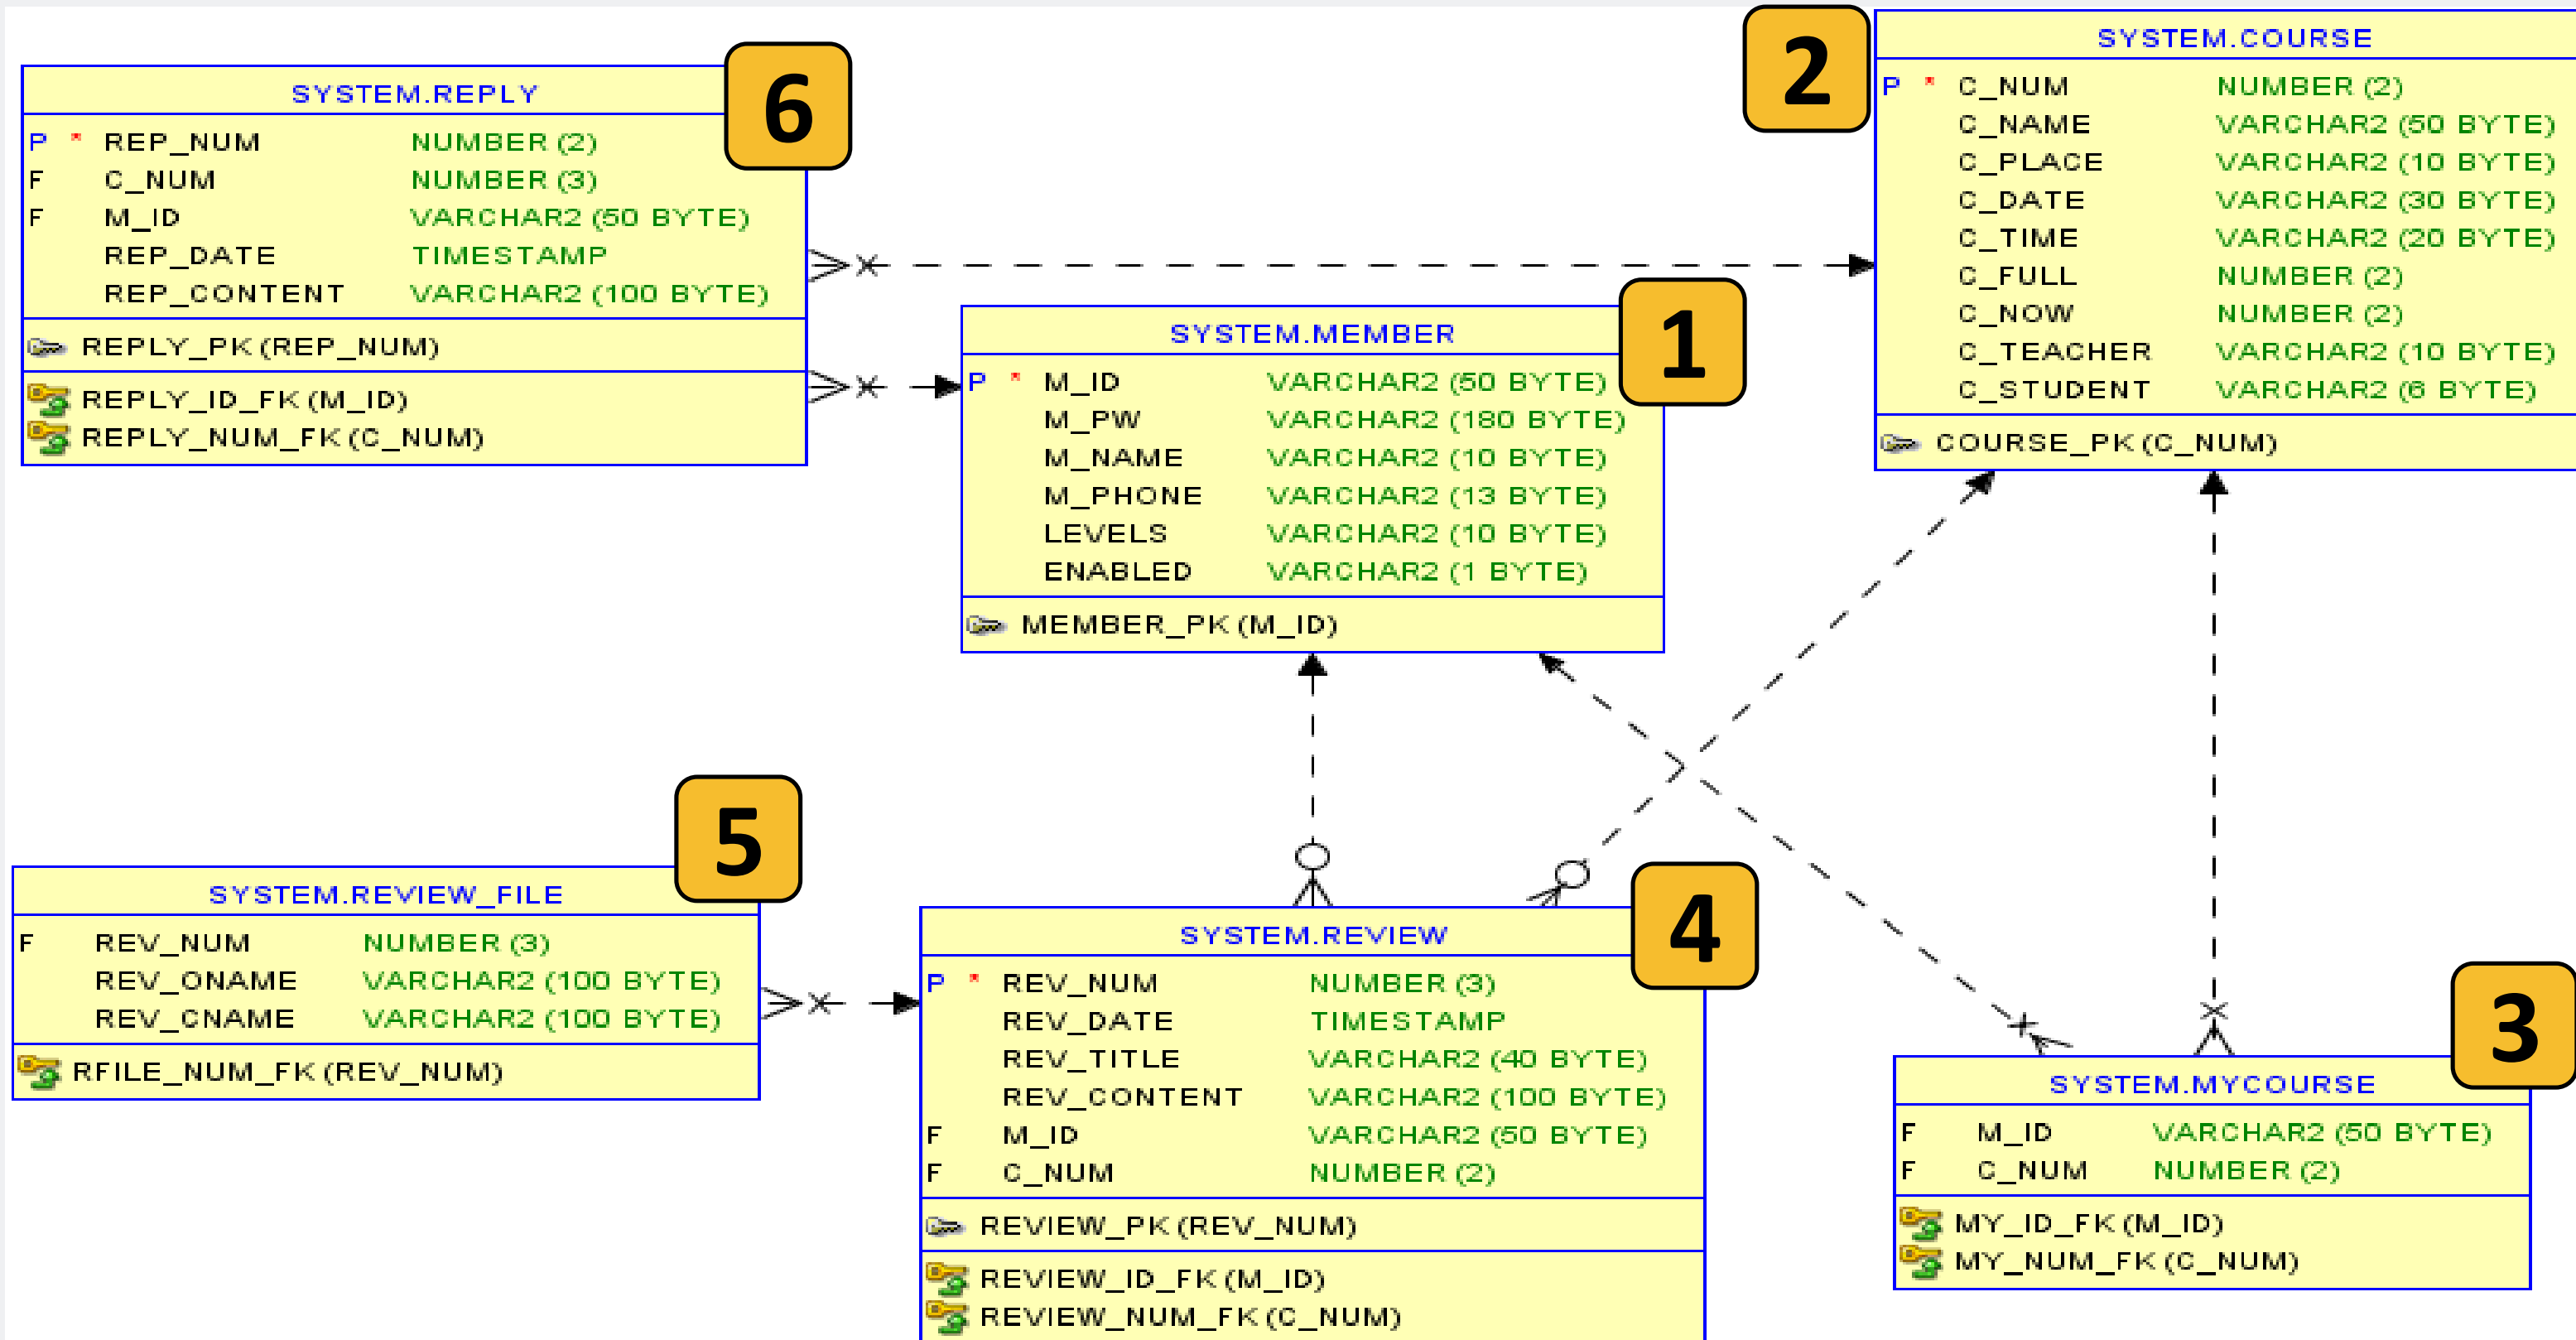 6
SYSTEM.REPLY
P * REP_NUM NUMBER (2)
F C_NUM NUMBER (3)
F M_ID VARCHAR2 (50 BYTE)
REP_DATE TIMESTAMP
REP_CONTENT VARCHAR2 (100 BYTE)
REPLY_PK (REP_NUM)
REPLY_ID_FK (M_ID)
REPLY_NUM_FK (C_NUM)
2
SYSTEM.COURSE
P * C_NUM NUMBER (2)
C_NAME VARCHAR2 (50 BYTE)
C_PLACE VARCHAR2 (10 BYTE)
C_DATE VARCHAR2 (30 BYTE)
C_TIME VARCHAR2 (20 BYTE)
C_FULL NUMBER (2)
C_NOW NUMBER (2)
C_TEACHER VARCHAR2 (10 BYTE)
C_STUDENT VARCHAR2 (6 BYTE)
COURSE_PK (C_NUM)
1
SYSTEM.MEMBER
P * M_ID VARCHAR2 (50 BYTE)
M_PW VARCHAR2 (180 BYTE)
M_NAME VARCHAR2 (10 BYTE)
M_PHONE VARCHAR2 (13 BYTE)
LEVELS VARCHAR2 (10 BYTE)
ENABLED VARCHAR2 (1 BYTE)
MEMBER_PK (M_ID)
5
SYSTEM.REVIEW_FILE
F REV_NUM NUMBER (3)
REV_ONAME VARCHAR2 (100 BYTE)
REV_CNAME VARCHAR2 (100 BYTE)
RFILE_NUM_FK (REV_NUM)
4
SYSTEM.REVIEW
P * REV_NUM NUMBER (3)
REV_DATE TIMESTAMP
REV_TITLE VARCHAR2 (40 BYTE)
REV_CONTENT VARCHAR2 (100 BYTE)
F M_ID VARCHAR2 (50 BYTE)
F C_NUM NUMBER (2)
REVIEW_PK (REV_NUM)
REVIEW_ID_FK (M_ID)
REVIEW_NUM_FK (C_NUM)
3
SYSTEM.MYCOURSE
F M_ID VARCHAR2 (50 BYTE)
F C_NUM NUMBER (2)
MY_ID_FK (M_ID)
MY_NUM_FK (C_NUM)